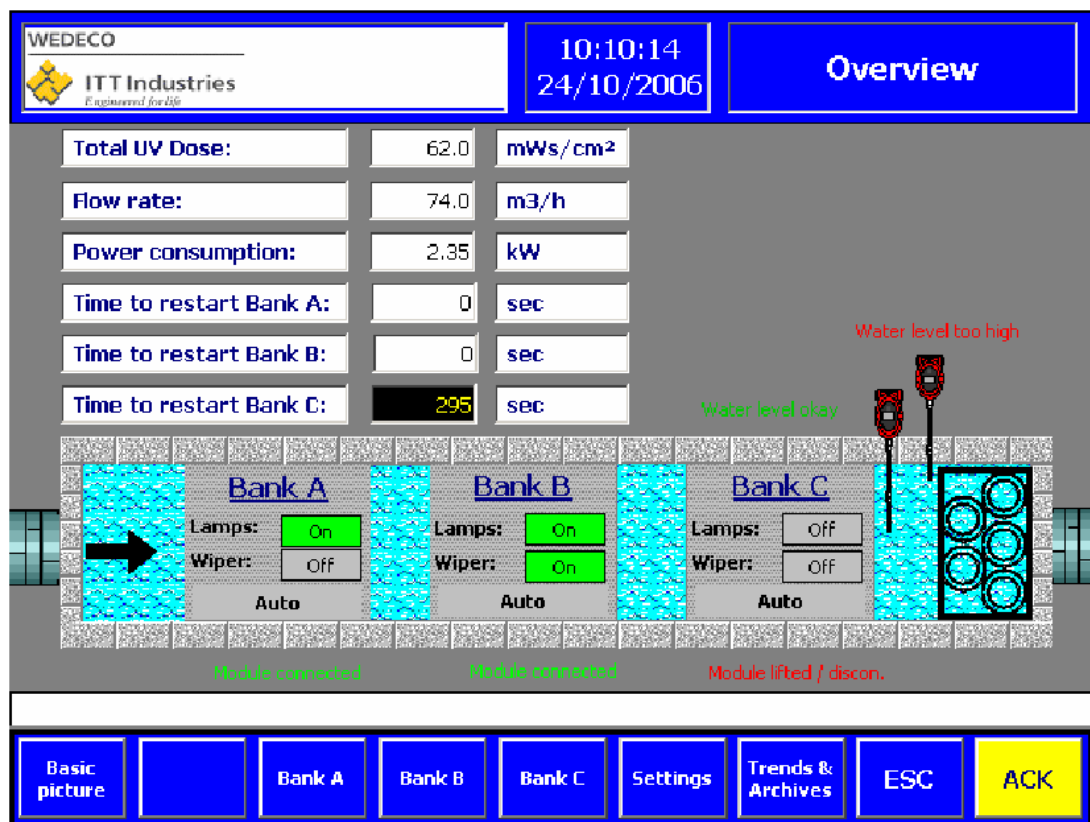 WEDECO
ITT Industries
Engineered for life
10:10:14
24/10/2006
Overview
Total UV Dose: 62.0 mWs/cm²
Flow rate: 74.0 m3/h
Power consumption: 2.35 kW
Time to restart Bank A: 0 sec
Time to restart Bank B: 0 sec
Time to restart Bank C: 295 sec
Water level too high
Water level okay
Bank A
Lamps: On
Wiper: Off
Auto
Bank B
Lamps: On
Wiper: On
Auto
Bank C
Lamps: Off
Wiper: Off
Auto
Module connected
Module connected
Module lifted / discon.
Basic
picture
Bank A
Bank B
Bank C
Settings
Trends &
Archives
ESC
ACK